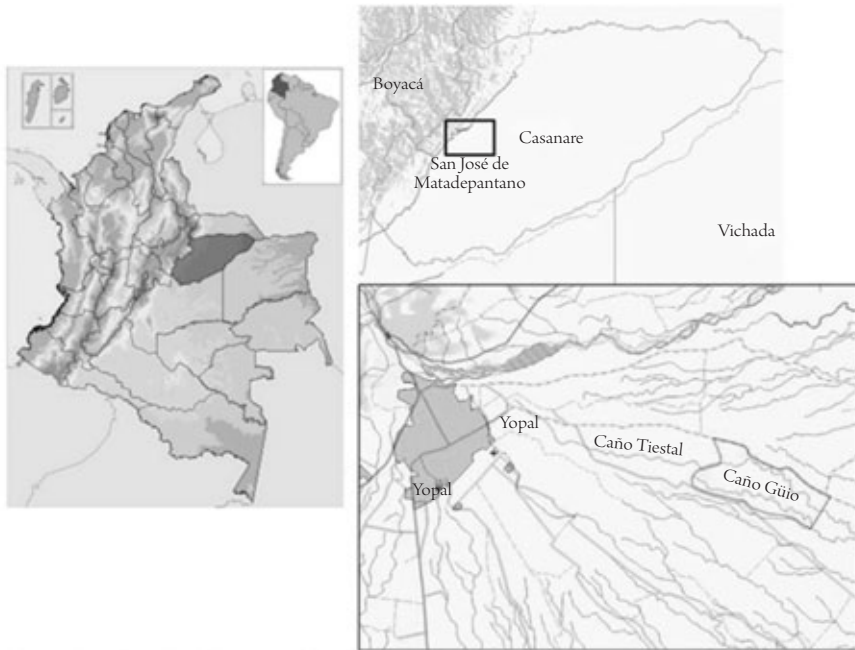 Boyacá
Casanare
San José de
Matadepantano
Vichada
Yopal
Caño Tiestal
Caño Güio
Yopal